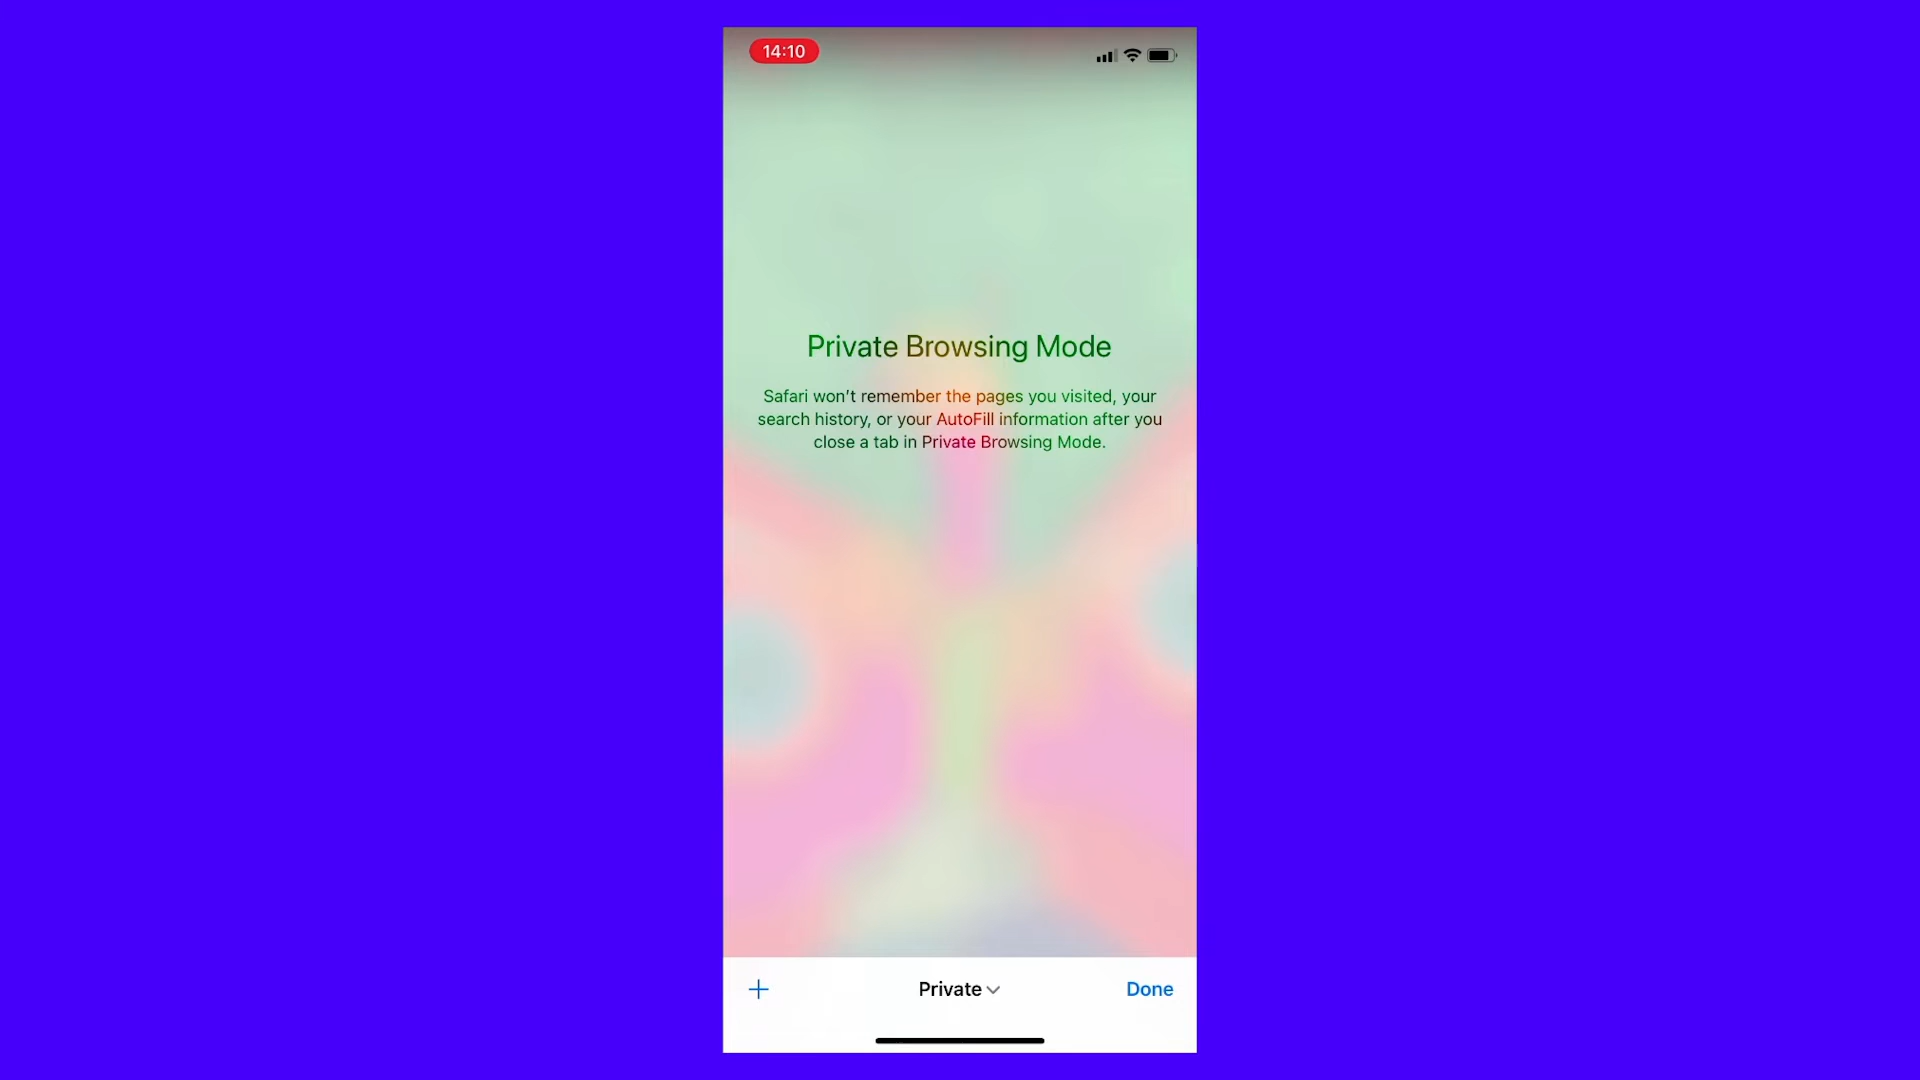 14:10
Private Browsing Mode
Safari won’t remember the pages you visited, your
search history, or your AutoFill information after you
close a tab in Private Browsing Mode.
Private
Done